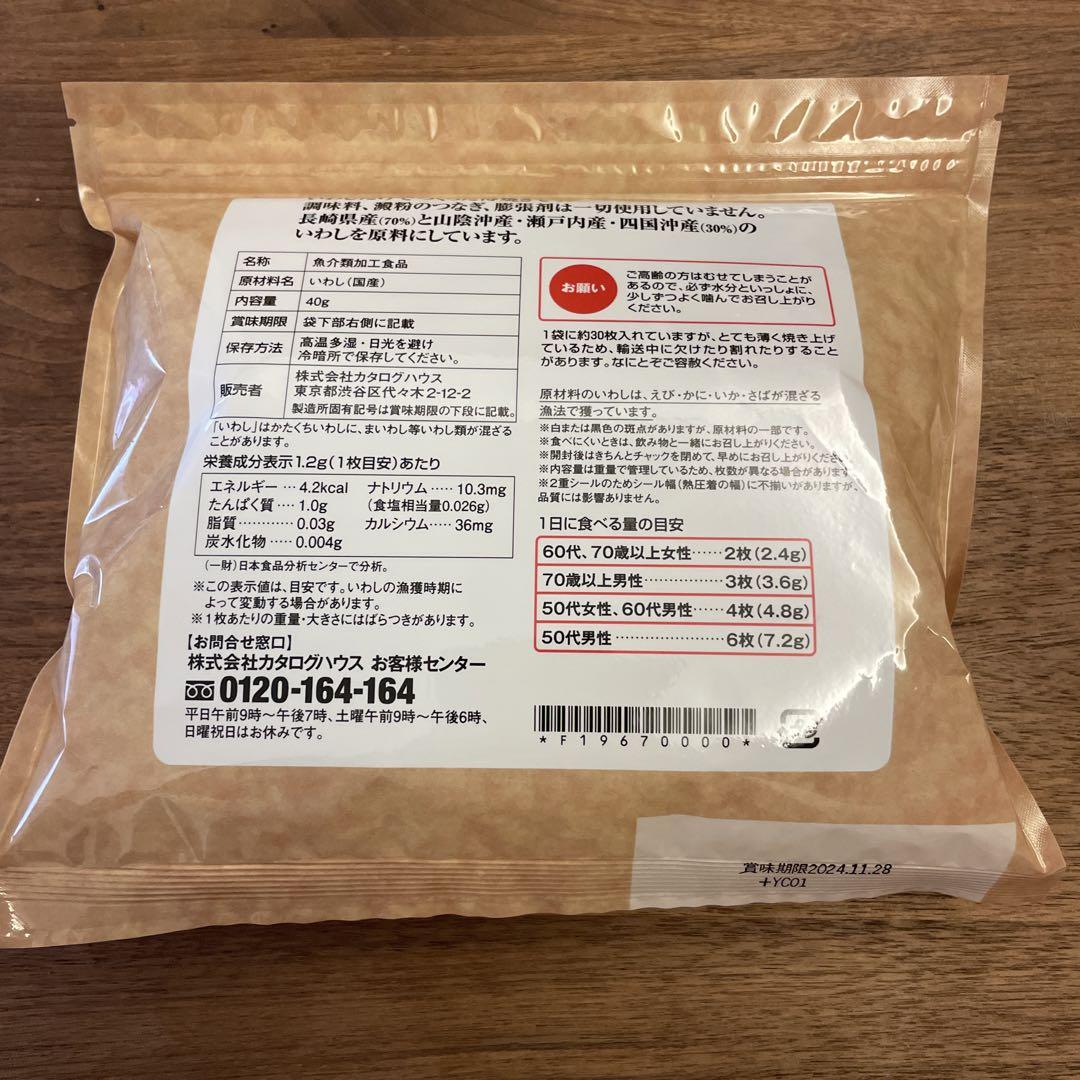 調味料、澱粉のつなぎ、膨張剤は一切使用していません。
長崎県産(70%)と山陰沖産・瀬戸内産・四国沖産(30%)の
いわしを原料にしています。
名称 魚介類加工食品
原材料名 いわし(国産)
内容量 40g
賞味期限 袋下部右側に記載
保存方法 高温多湿・日光を避け
冷暗所で保存してください。
販売者 株式会社カタログハウス
東京都渋谷区代々木2-12-2
製造所固有記号は賞味期限の下段に記載。
「いわし」はかたくちいわしに、まいわし等いわし類が混ざる
ことがあります。
栄養成分表示1.2g(1枚目安)あたり
エネルギー…4.2kcal ナトリウム……10.3mg
たんぱく質……1.0g (食塩相当量0.026g)
脂質…………0.03g カルシウム……36mg
炭水化物……0.004g
(一財)日本食品分析センターで分析。
※この表示値は、目安です。いわしの漁獲時期に
よって変動する場合があります。
※1枚あたりの重量・大きさにはばらつきがあります。
【お問合せ窓口】
株式会社カタログハウス お客様センター
0120-164-164
平日午前9時〜午後7時、土曜午前9時〜午後6時、
日曜祝日はお休みです。
お願い
ご高齢の方はむせてしまうことが
あるので、必ず水分といっしょに、
少しずつよく噛んでお召し上がり
ください。
1袋に約30枚入れていますが、とても薄く焼き上げ
ているため、輸送中に欠けたり割れたりすること
があります。なにとぞご容赦ください。
原材料のいわしは、えび・かに・いか・さばが混ざる
漁法で獲っています。
※白または黒色の斑点がありますが、原材料の一部です。
※食べにくいときは、飲み物と一緒にお召し上がりください。
※開封後はきちんとチャックを閉めて、早めにお召し上がりください。
※内容量は重量で管理しているため、枚数が異なる場合があります。
※2重シールのためシール幅(熱圧着の幅)に不揃いがありますが、
品質には影響ありません。
1日に食べる量の目安
60代、70歳以上女性……2枚(2.4g)
70歳以上男性……………3枚(3.6g)
50代女性、60代男性……4枚(4.8g)
50代男性…………………6枚(7.2g)
*F19670000*
賞味期限2024.11.28
+YC01